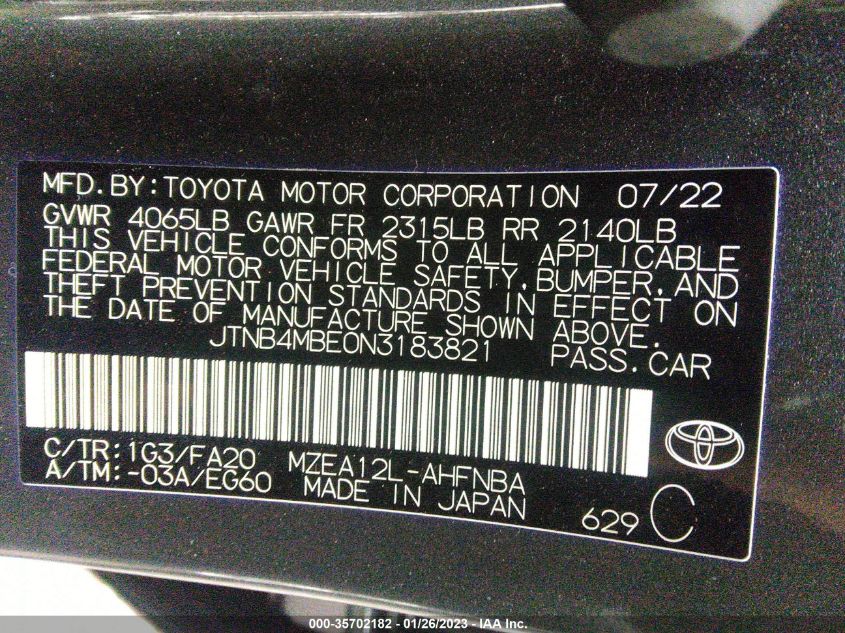 MFD.BY:TOYOTA MOTOR CORPORATION 07/22
GVWR 4065LB GAWR FR 2315LB RR 2140LB
THIS VEHICLE CONFORMS TO ALL APPLICABLE
FEDERAL MOTOR VEHICLE SAFETY,BUMPER,AND
THEFT PREVENTION STANDARDS IN EFFECT ON
THE DATE OF MANUFACTURE SHOWN ABOVE.
JTNB4MBE0N3183821 PASS.CAR
C/TR:1G3/FA20 MZEA12L-AHFNBA
A/TM:-03A/EG60 MADE IN JAPAN
629 C
000-35702182 - 01/26/2023 - IAA Inc.